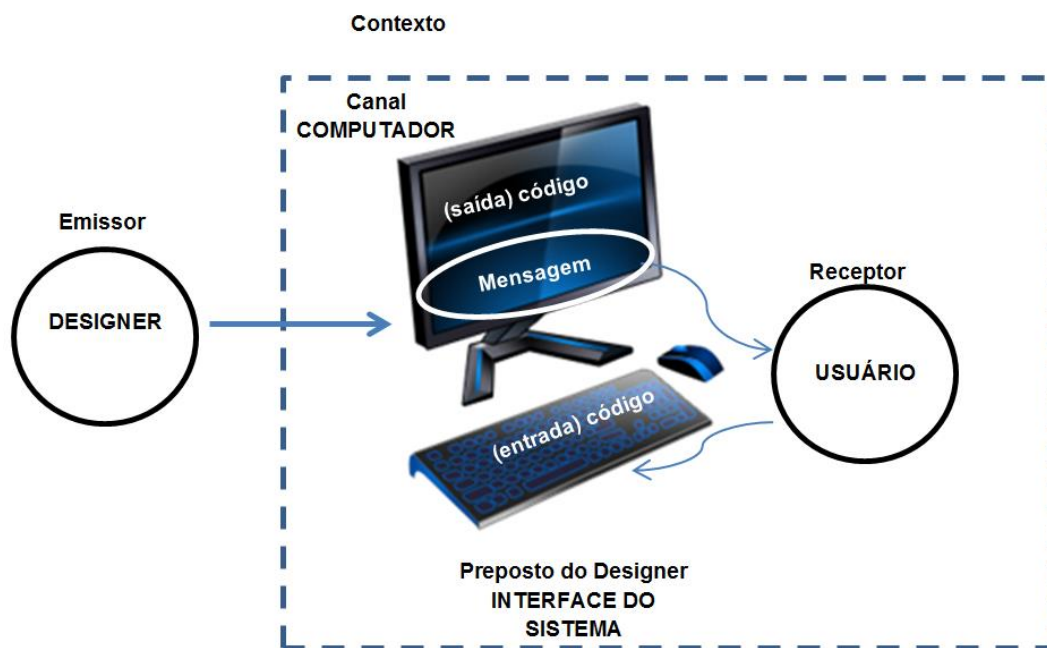 Contexto
Canal
COMPUTADOR
(saída) código
Mensagem
Emissor
DESIGNER
Receptor
USUÁRIO
(entrada) código
Preposto do Designer
INTERFACE DO
SISTEMA